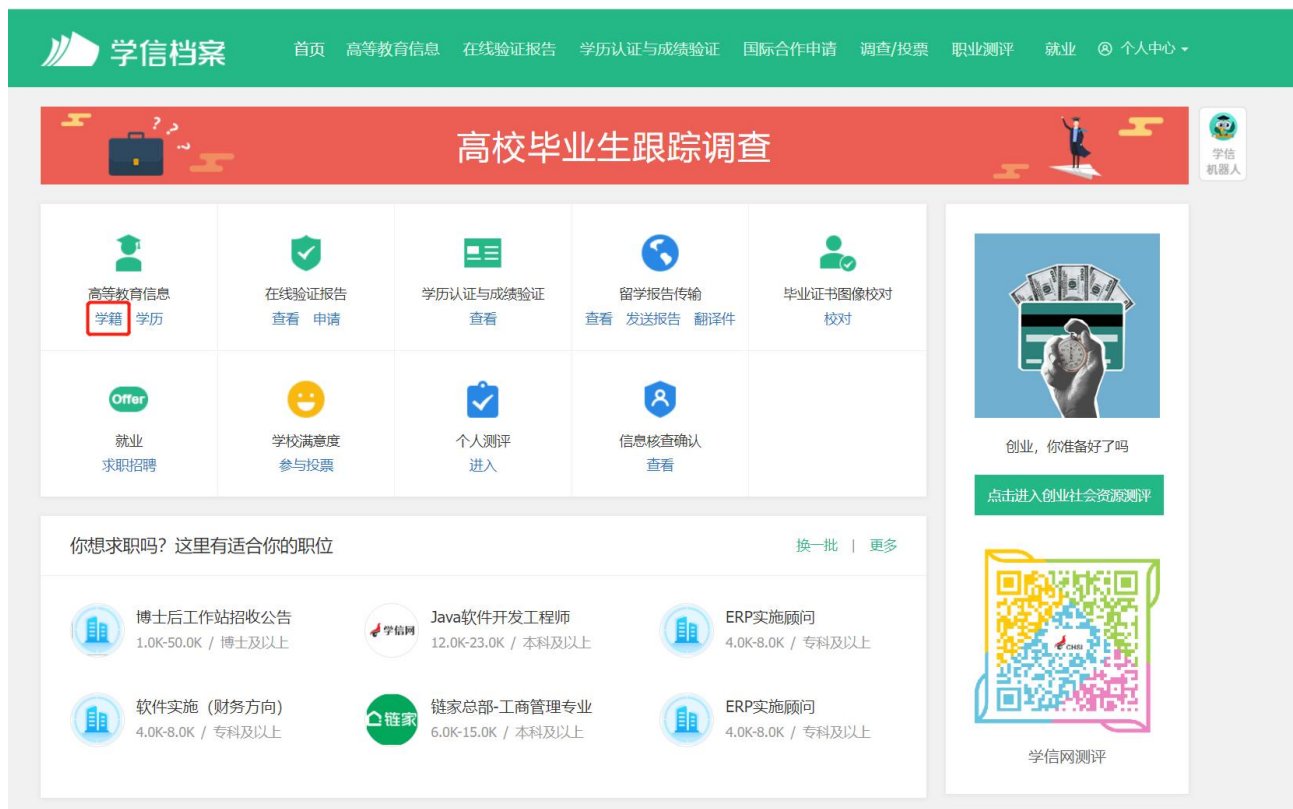 学信档案
首页 高等教育信息 在线验证报告 学历认证与成绩验证 国际合作申请 调查/投票 职业测评 就业 个人中心
? ? ?
高校毕业生跟踪调查
学信
机器人
高等教育信息
学籍 学历
在线验证报告
查看 申请
学历认证与成绩验证
查看
留学报告传输
查看 发送报告 翻译件
毕业证书图像校对
校对
Offer
就业
求职招聘
学校满意度
参与投票
个人测评
进入
信息核查确认
查看
创业，你准备好了吗
点击进入创业社会资源测评
你想求职吗？这里有适合你的职位
换一批 | 更多
博士后工作站招收公告
1.0K-50.0K / 博士及以上
学信网
Java软件开发工程师
12.0K-23.0K / 本科及以上
ERP实施顾问
4.0K-8.0K / 专科及以上
软件实施（财务方向）
4.0K-8.0K / 专科及以上
链家
链家总部-工商管理专业
6.0K-15.0K / 本科及以上
ERP实施顾问
4.0K-8.0K / 专科及以上
CHSI
学信网测评